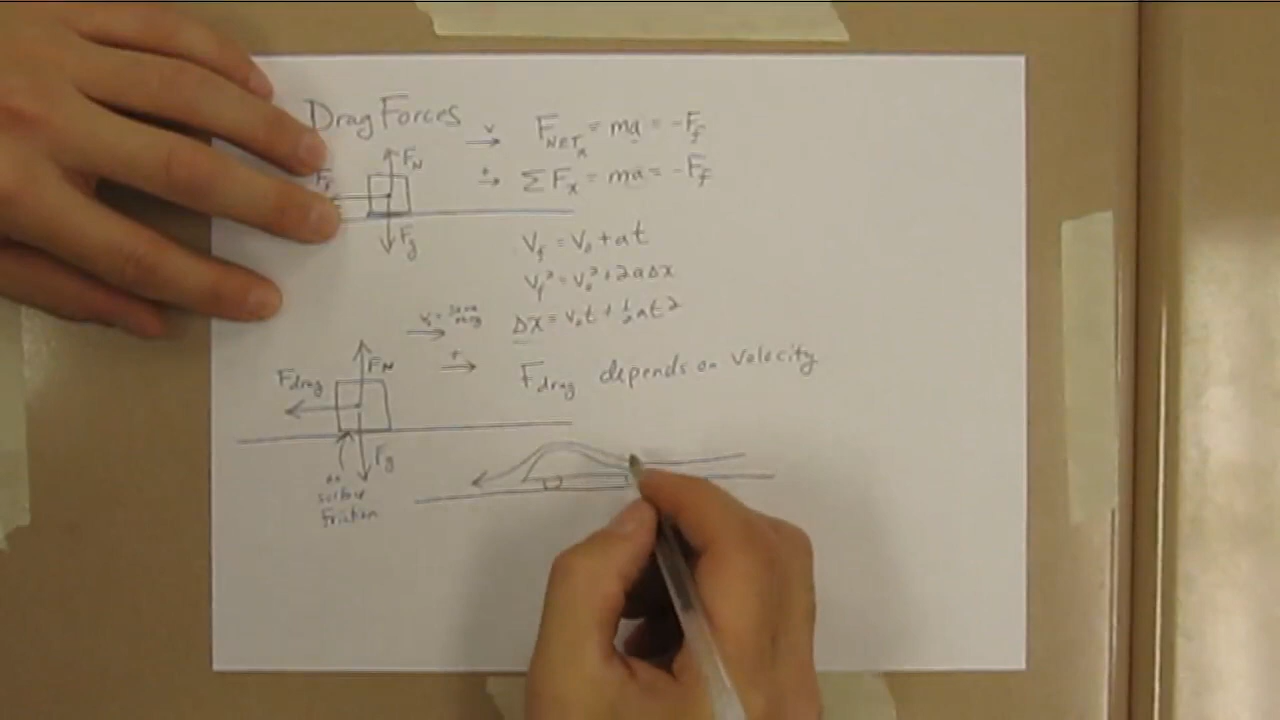 Drag Forces
v
F_NETx = ma = -F_f
F_N
+
ΣF_x = ma = -F_f
F_f
F_g
V_f = V_0 + at
V_f² = V_0² + 2aΔx
Δx = V_0t + ½at²
+
F_drag depends on velocity
F_N
F_drag
F_g
no
surface
Friction